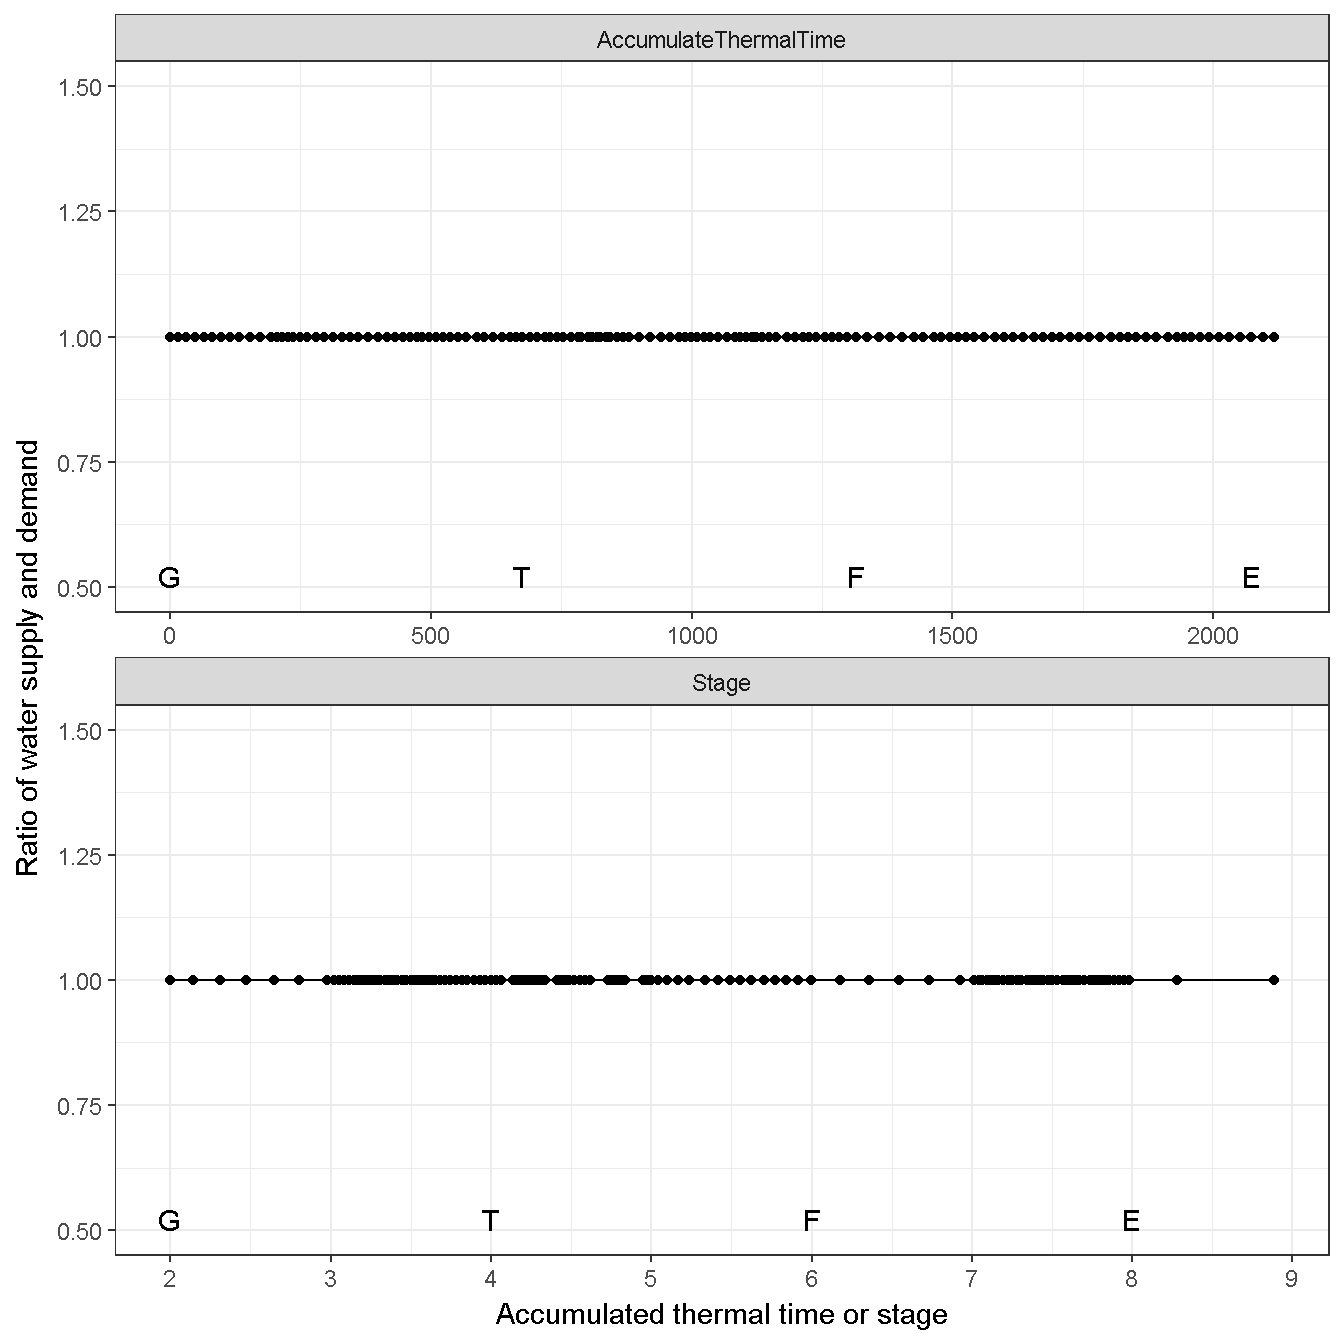 AccumulateThermalTime
1.50
1.25
1.00
0.75
0.50
G T F E
0 500 1000 1500 2000
Stage
1.50
1.25
1.00
0.75
0.50
G T F E
2 3 4 5 6 7 8 9
Accumulated thermal time or stage
Ratio of water supply and demand